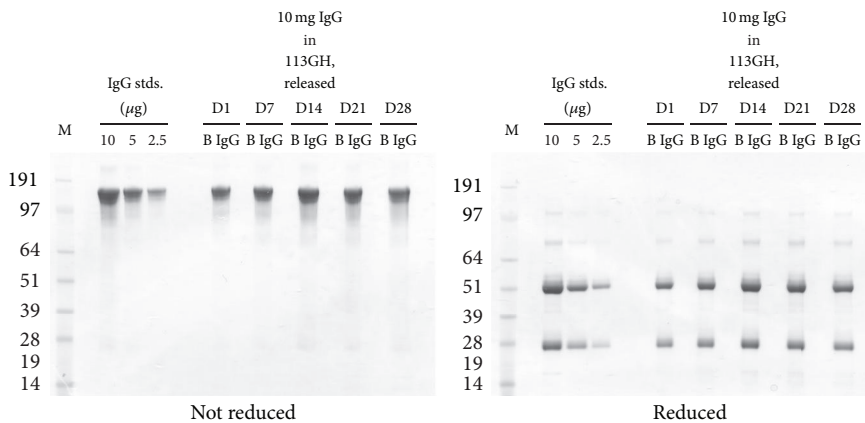 10 mg IgG
in
113GH,
released
IgG stds.
(μg)
D1 D7 D14 D21 D28
M
10 5 2.5
B IgG B IgG B IgG B IgG B IgG
191
97
64
51
39
28
19
14
Not reduced
10 mg IgG
in
113GH,
released
IgG stds.
(μg)
D1 D7 D14 D21 D28
M
10 5 2.5
B IgG B IgG B IgG B IgG B IgG
191
97
64
51
39
28
19
14
Reduced